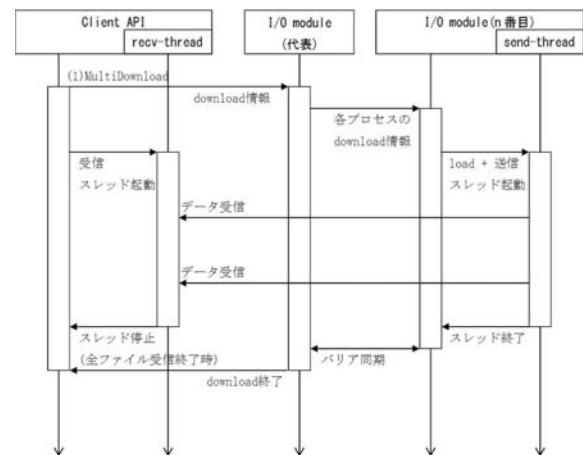 Client API
recv-thread
I/O module
(代表)
I/O module(n番目)
send-thread
(1)MultiDownload
download情報
各プロセスの
download情報
受信
スレッド起動
load + 送信
スレッド起動
データ受信
データ受信
スレッド停止
(全ファイル受信終了時)
スレッド終了
バリア同期
download終了